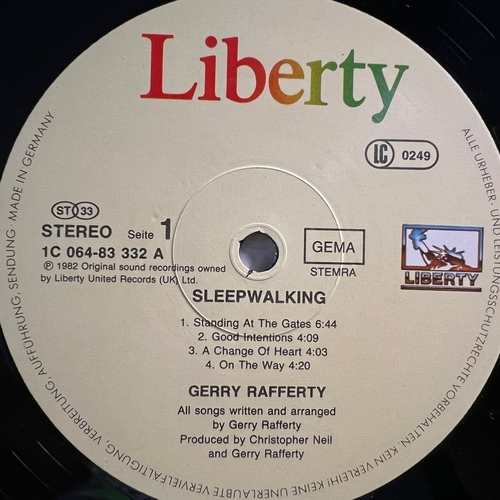 Liberty
LC 0249
ST 33
STEREO Seite 1
1C 064-83 332 A
℗ 1982 Original sound recordings owned
by Liberty United Records (UK) Ltd.
GEMA
STEMRA
LIBERTY
SLEEPWALKING
1. Standing At The Gates 6:44
2. Good Intentions 4:09
3. A Change Of Heart 4:03
4. On The Way 4:20
GERRY RAFFERTY
All songs written and arranged
by Gerry Rafferty
Produced by Christopher Neil
and Gerry Rafferty
ALLE URHEBER- UND LEISTUNGSSCHUTZRECHTE VORBEHALTEN. KEIN VERLEIH! KEINE UNERLAUBTE VERVIELFÄLTIGUNG, VERBREITUNG, AUFFÜHRUNG, SENDUNG · MADE IN GERMANY